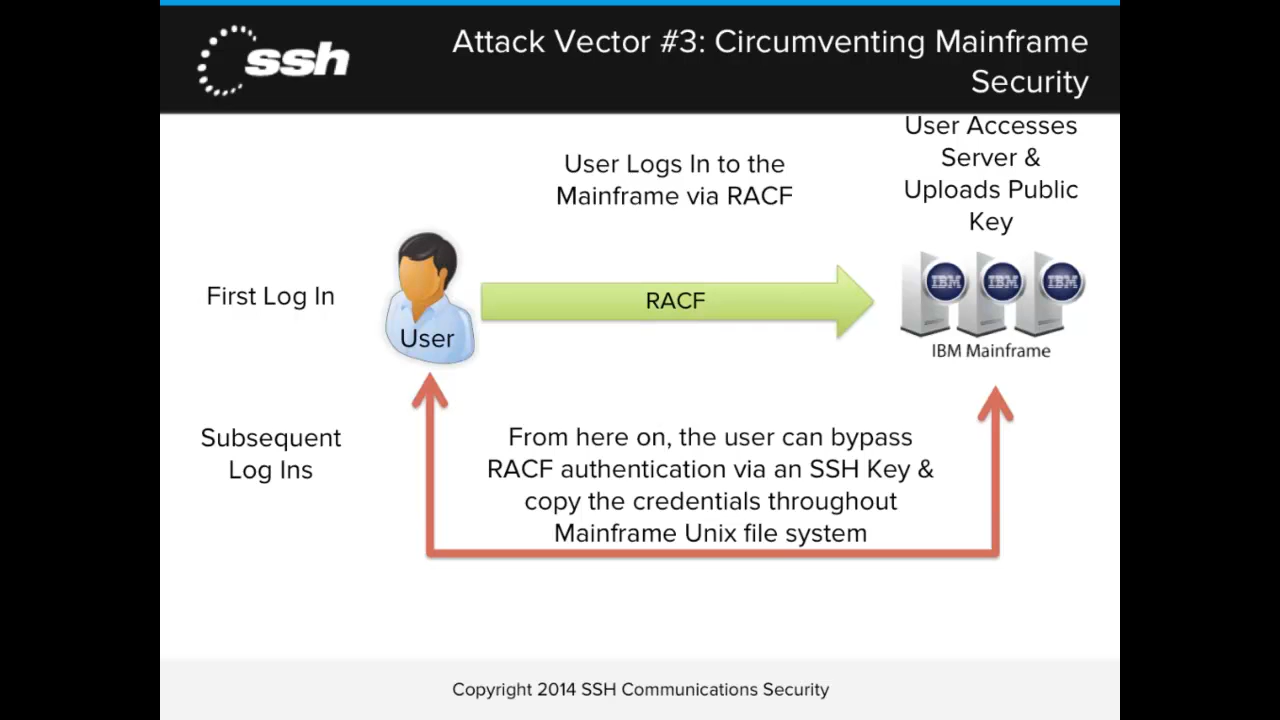 ssh
Attack Vector #3: Circumventing Mainframe
Security
User Logs In to the
Mainframe via RACF
User Accesses
Server &
Uploads Public
Key
First Log In
User
RACF
IBM
IBM
IBM
IBM Mainframe
Subsequent
Log Ins
From here on, the user can bypass
RACF authentication via an SSH Key &
copy the credentials throughout
Mainframe Unix file system
Copyright 2014 SSH Communications Security